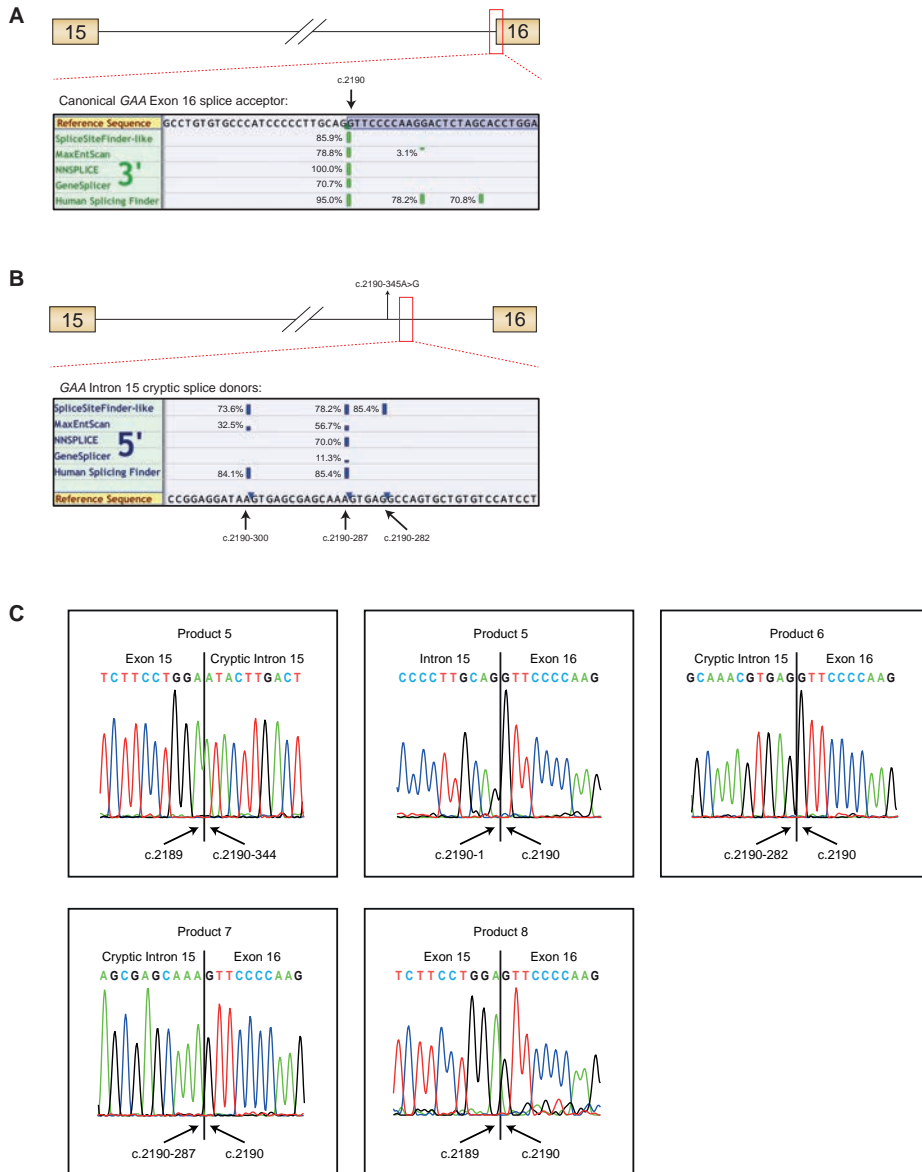 A
15
16
c.2190
Canonical GAA Exon 16 splice acceptor:
Reference Sequence GCCTGTGTGCCCATCCCCCTTGCAGGTTCCCCAAGGACTCTAGCACCTGGA
SpliceSiteFinder-like 85.9%
MaxEntScan 78.8% 3.1%
NNSPLICE 100.0%
3'
GeneSplicer 70.7%
Human Splicing Finder 95.0% 78.2% 70.8%
B
c.2190-345A>G
15
16
GAA Intron 15 cryptic splice donors:
SpliceSiteFinder-like 73.6% 78.2% 85.4%
MaxEntScan 32.5% 56.7%
NNSPLICE 70.0%
5'
GeneSplicer 11.3%
Human Splicing Finder 84.1% 85.4%
Reference Sequence CCGGAGGATAAGTGAGCGAGCAAAGTGAGGCCAGTGCTGTGTCCATCCT
c.2190-300 c.2190-287 c.2190-282
C
Product 5
Exon 15 Cryptic Intron 15
TCTTCCTGGAATACTTGACT
c.2189 c.2190-344
Product 5
Intron 15 Exon 16
CCCCTTGCAGGTTCCCCAAG
c.2190-1 c.2190
Product 6
Cryptic Intron 15 Exon 16
GCAAACGTGAGGTTCCCCAAG
c.2190-282 c.2190
Product 7
Cryptic Intron 15 Exon 16
AGCGAGCAAAGTTCCCCAAG
c.2190-287 c.2190
Product 8
Exon 15 Exon 16
TCTTCCTGGAGTTCCCCAAG
c.2189 c.2190